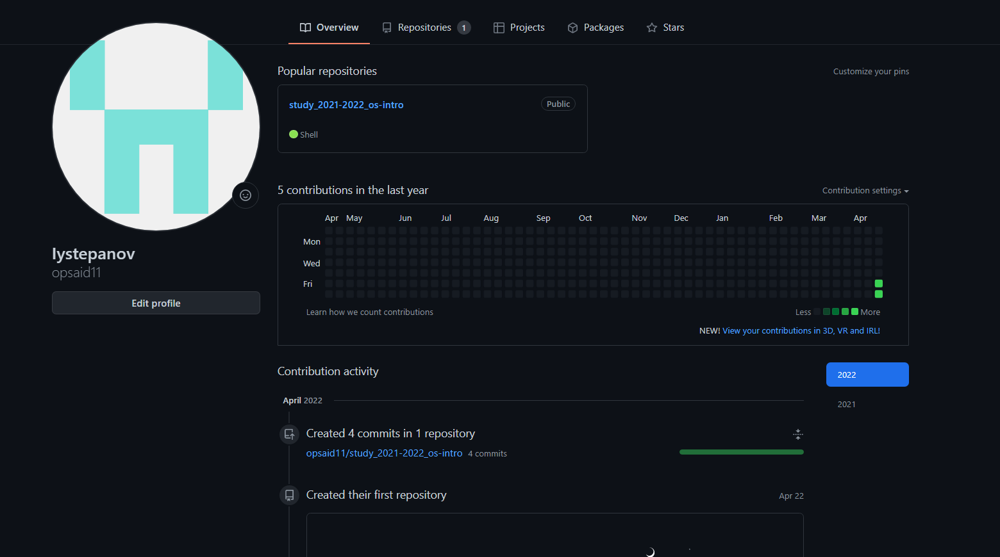 Overview Repositories 1 Projects Packages Stars
Popular repositories Customize your pins
study_2021-2022_os-intro Public
Shell
5 contributions in the last year Contribution settings
Apr May Jun Jul Aug Sep Oct Nov Dec Jan Feb Mar Apr
Mon
Wed
Fri
Learn how we count contributions Less More
NEW! View your contributions in 3D, VR and IRL!
lystepanov
opsaid11
Edit profile
Contribution activity 2022
2021
April 2022
Created 4 commits in 1 repository
opsaid11/study_2021-2022_os-intro 4 commits
Created their first repository Apr 22